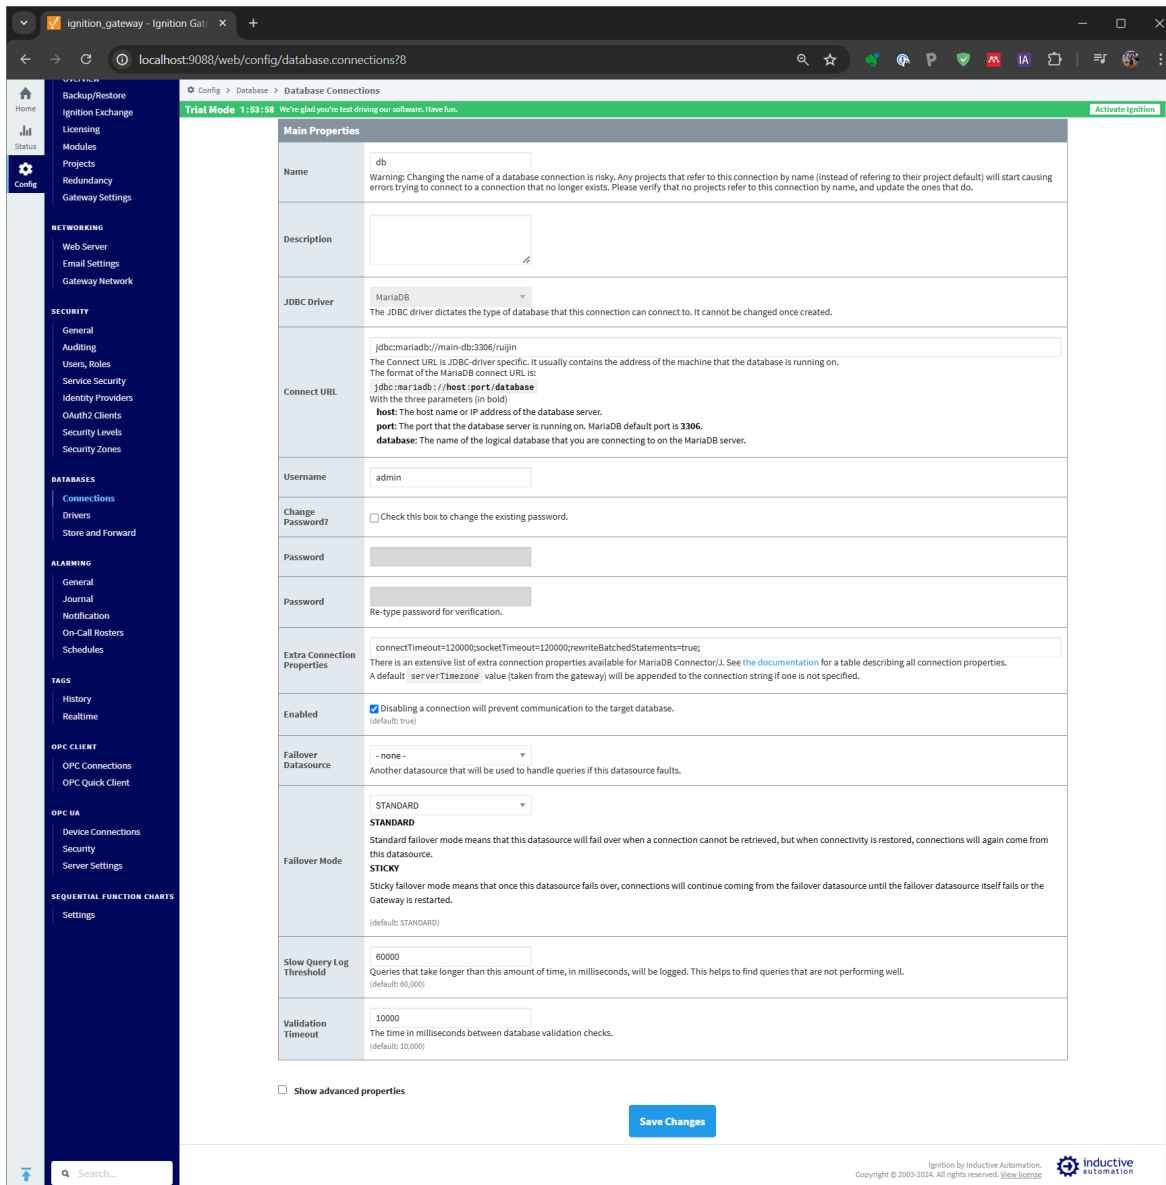 ignition_gateway - Ignition Gat
localhost:9088/web/config/database.connections?8
IA
Home
Status
Config
Overview
Backup/Restore
Ignition Exchange
Licensing
Modules
Projects
Redundancy
Gateway Settings
NETWORKING
Web Server
Email Settings
Gateway Network
SECURITY
General
Auditing
Users, Roles
Service Security
Identity Providers
OAuth2 Clients
Security Levels
Security Zones
DATABASES
Connections
Drivers
Store and Forward
ALARMING
General
Journal
Notification
On-Call Rosters
Schedules
TAGS
History
Realtime
OPC CLIENT
OPC Connections
OPC Quick Client
OPC UA
Device Connections
Security
Server Settings
SEQUENTIAL FUNCTION CHARTS
Settings
Search...
Config > Database > Database Connections
Trial Mode 1:53:58 We're glad you're test driving our software. Have fun. Activate Ignition
Main Properties
Name
db
Warning: Changing the name of a database connection is risky. Any projects that refer to this connection by name (instead of refering to their project default) will start causing
errors trying to connect to a connection that no longer exists. Please verify that no projects refer to this connection by name, and update the ones that do.
Description
JDBC Driver
MariaDB
The JDBC driver dictates the type of database that this connection can connect to. It cannot be changed once created.
Connect URL
jdbc:mariadb://main-db:3306/ruijin
The Connect URL is JDBC-driver specific. It usually contains the address of the machine that the database is running on.
The format of the MariaDB connect URL is:
jdbc:mariadb://host:port/database
With the three parameters (in bold)
host: The host name or IP address of the database server.
port: The port that the database server is running on. MariaDB default port is 3306.
database: The name of the logical database that you are connecting to on the MariaDB server.
Username
admin
Change
Password?
Check this box to change the existing password.
Password
Password
Re-type password for verification.
Extra Connection
Properties
connectTimeout=120000;socketTimeout=120000;rewriteBatchedStatements=true;
There is an extensive list of extra connection properties available for MariaDB Connector/J. See the documentation for a table describing all connection properties.
A default serverTimezone value (taken from the gateway) will be appended to the connection string if one is not specified.
Enabled
Disabling a connection will prevent communication to the target database.
(default: true)
Failover
Datasource
- none -
Another datasource that will be used to handle queries if this datasource faults.
Failover Mode
STANDARD
STANDARD
Standard failover mode means that this datasource will fail over when a connection cannot be retrieved, but when connectivity is restored, connections will again come from
this datasource.
STICKY
Sticky failover mode means that once this datasource fails over, connections will continue coming from the failover datasource until the failover datasource itself fails or the
Gateway is restarted.
(default: STANDARD)
Slow Query Log
Threshold
60000
Queries that take longer than this amount of time, in milliseconds, will be logged. This helps to find queries that are not performing well.
(default: 60,000)
Validation
Timeout
10000
The time in milliseconds between database validation checks.
(default: 10,000)
Show advanced properties
Save Changes
Ignition by Inductive Automation.
Copyright © 2003-2024. All rights reserved. View license
inductive
automation